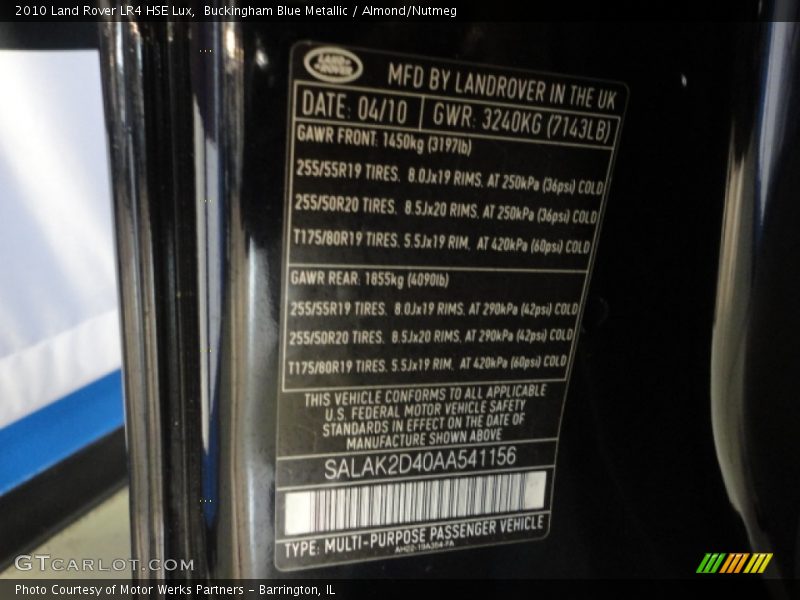 2010 Land Rover LR4 HSE Lux, Buckingham Blue Metallic / Almond/Nutmeg
LAND-ROVER
MFD BY LANDROVER IN THE UK
DATE: 04/10 GWR: 3240KG (7143LB)
GAWR FRONT: 1450kg (3197lb)
255/55R19 TIRES, 8.0Jx19 RIMS, AT 250kPa (36psi) COLD
255/50R20 TIRES, 8.5Jx20 RIMS, AT 250kPa (36psi) COLD
T175/80R19 TIRES, 5.5Jx19 RIM, AT 420kPa (60psi) COLD
GAWR REAR: 1855kg (4090lb)
255/55R19 TIRES, 8.0Jx19 RIMS, AT 290kPa (42psi) COLD
255/50R20 TIRES, 8.5Jx20 RIMS, AT 290kPa (42psi) COLD
T175/80R19 TIRES, 5.5Jx19 RIM, AT 420kPa (60psi) COLD
THIS VEHICLE CONFORMS TO ALL APPLICABLE
U.S. FEDERAL MOTOR VEHICLE SAFETY
STANDARDS IN EFFECT ON THE DATE OF
MANUFACTURE SHOWN ABOVE
SALAK2D40AA541156
TYPE: MULTI-PURPOSE PASSENGER VEHICLE
GTCARLOT.COM
Photo Courtesy of Motor Werks Partners - Barrington, IL